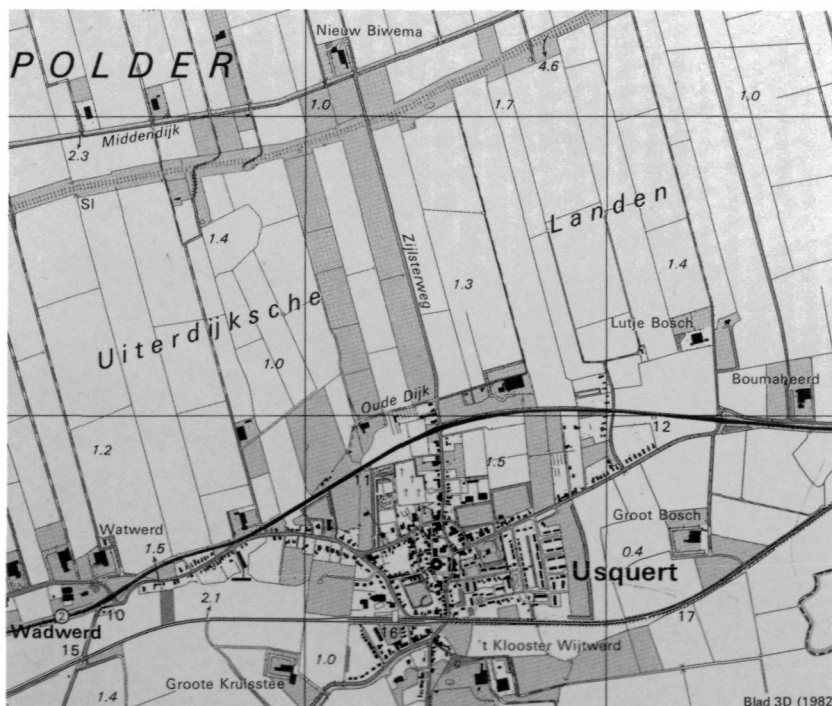 POLDER
Nieuw Biwema
4.6
1.0
1.7
1.0
Middendijk
2.3
SI
1.4
Landen
Zijlsterweg
1.3
1.4
Uiterdijksche
Lutje Bosch
1.0
Boumaheerd
Oude Dijk
12
1.2
1.5
11
Watwerd
1.5
Groot Bosch
0.4
Usquert
2.1
2
10
Wadwerd
17
16
15
't Klooster Wijtwerd
1.0
Groote Kruisstee
1.4
Blad 3D (1982